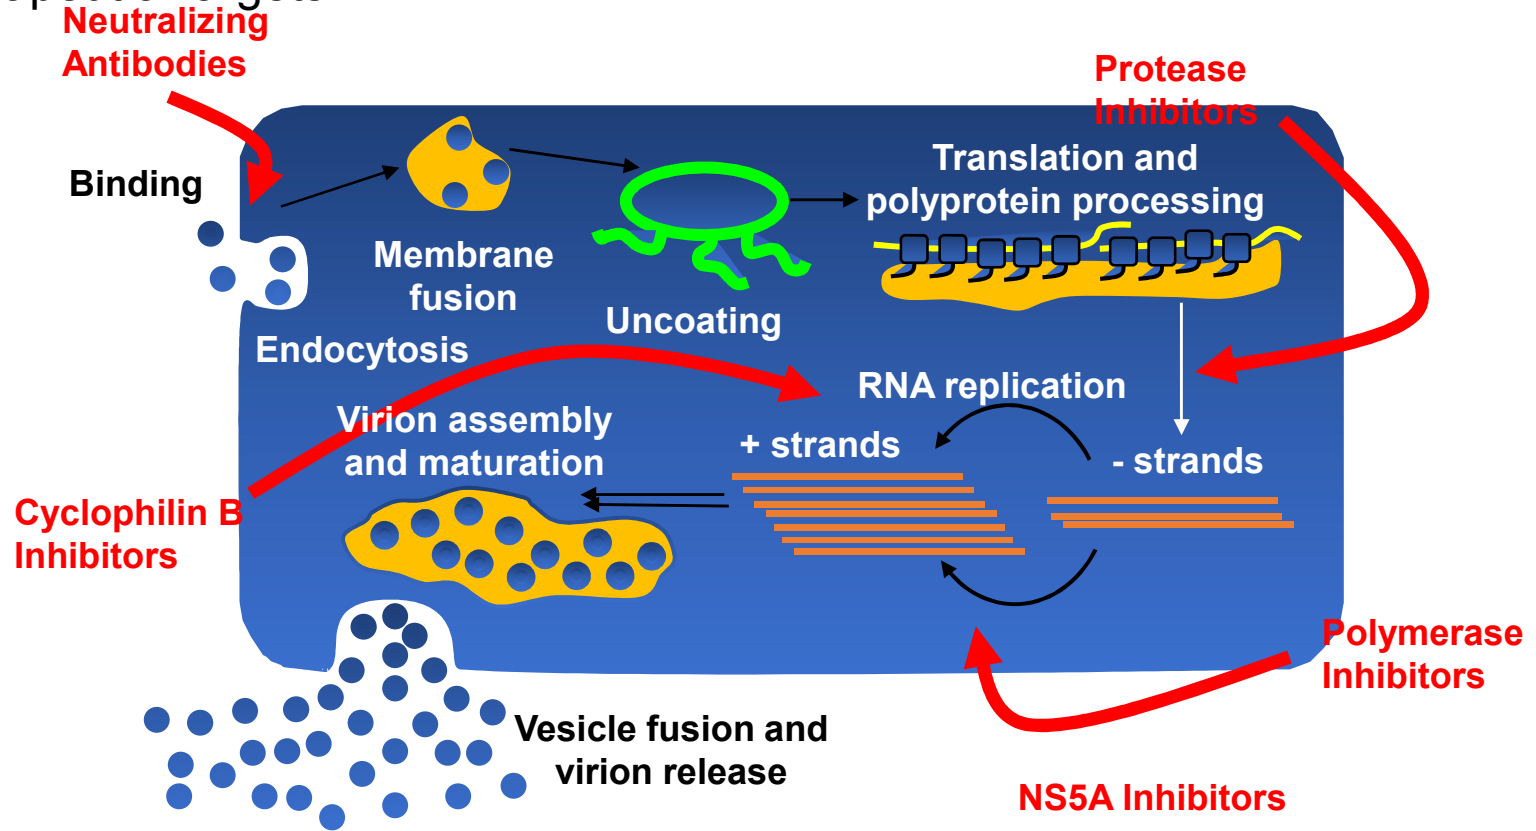 Neutralizing
Antibodies
Protease
Inhibitors
Binding
Translation and
polyprotein processing
Membrane
fusion
Uncoating
Endocytosis
RNA replication
Virion assembly
and maturation
+ strands
- strands
Cyclophilin B
Inhibitors
Polymerase
Inhibitors
Vesicle fusion and
virion release
NS5A Inhibitors